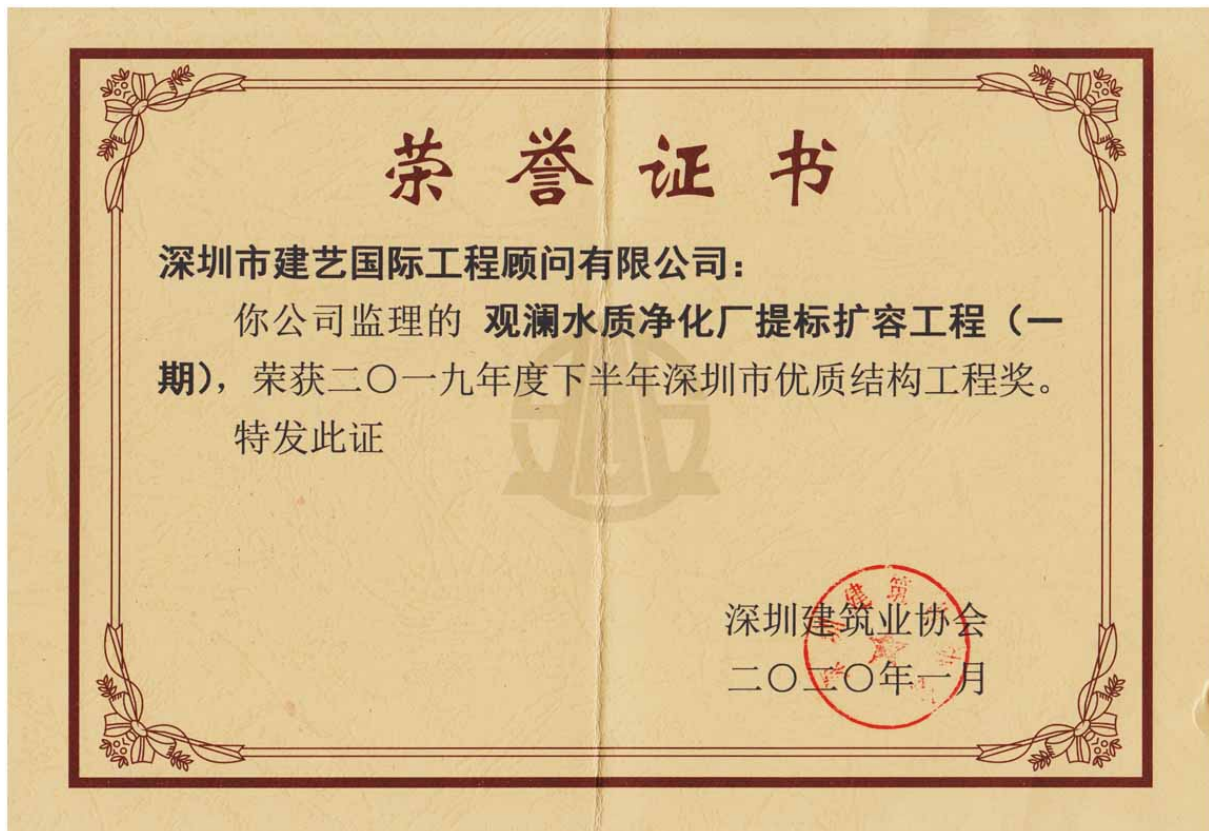 荣誉证书
深圳市建艺国际工程顾问有限公司：
你公司监理的 观澜水质净化厂提标扩容工程（一
期），荣获二〇一九年度下半年深圳市优质结构工程奖。
特发此证
深圳建筑业协会
二〇二〇年一月